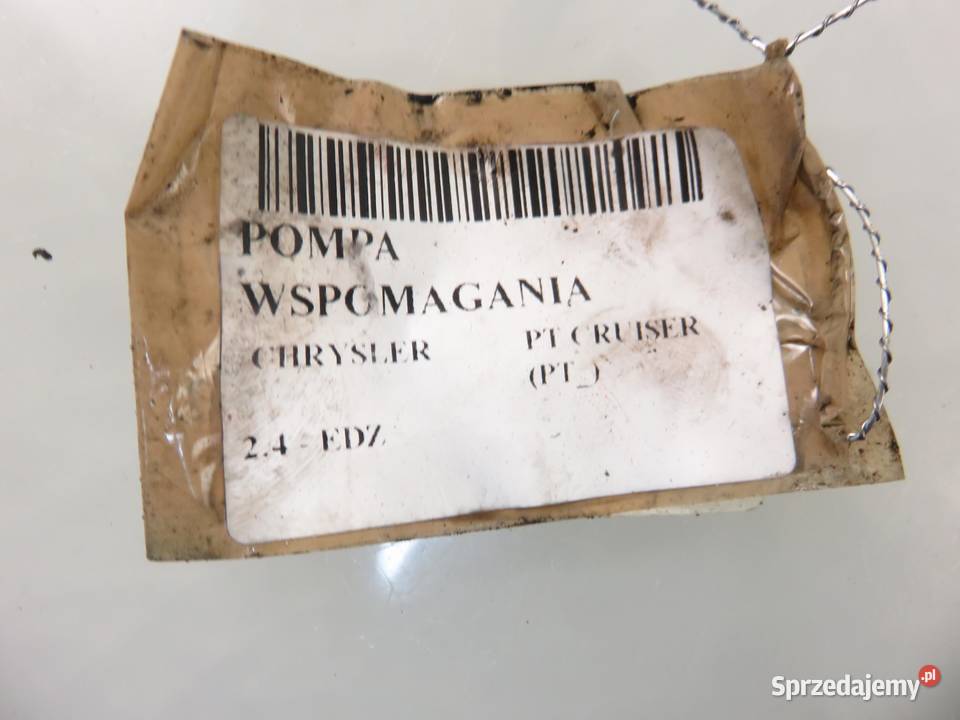 POMPA
WSPOMAGANIA
CHRYSLER PT CRUISER
(PT_)
2.4 - EDZ
Sprzedajemy.pl